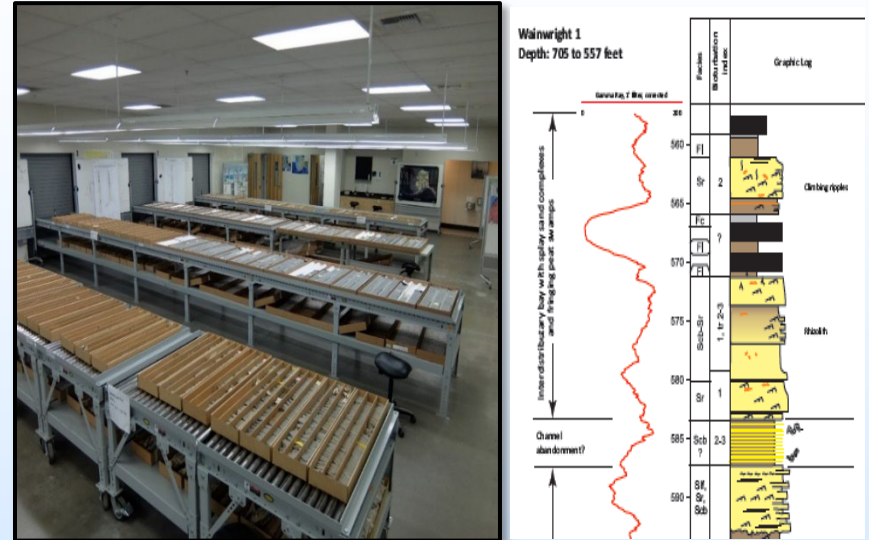 Wainwright 1
Depth: 705 to 557 feet
Facies
Bioturbation
index
Graphic Log
Gamma Ray, 1' filter, corrected
0
200
Interdistributary bay with splay sand complexes
and fringing peat swamps
Channel
abandonment?
560
565
570
575
580
585
590
Fl
Sr
Fc
Fl
Fl
Scb-Sr
Sr
Scb
?
Slf,
Sr,
Scb
2
?
1, tr 2-3
1
2-3
Climbing ripples
Rhizolith